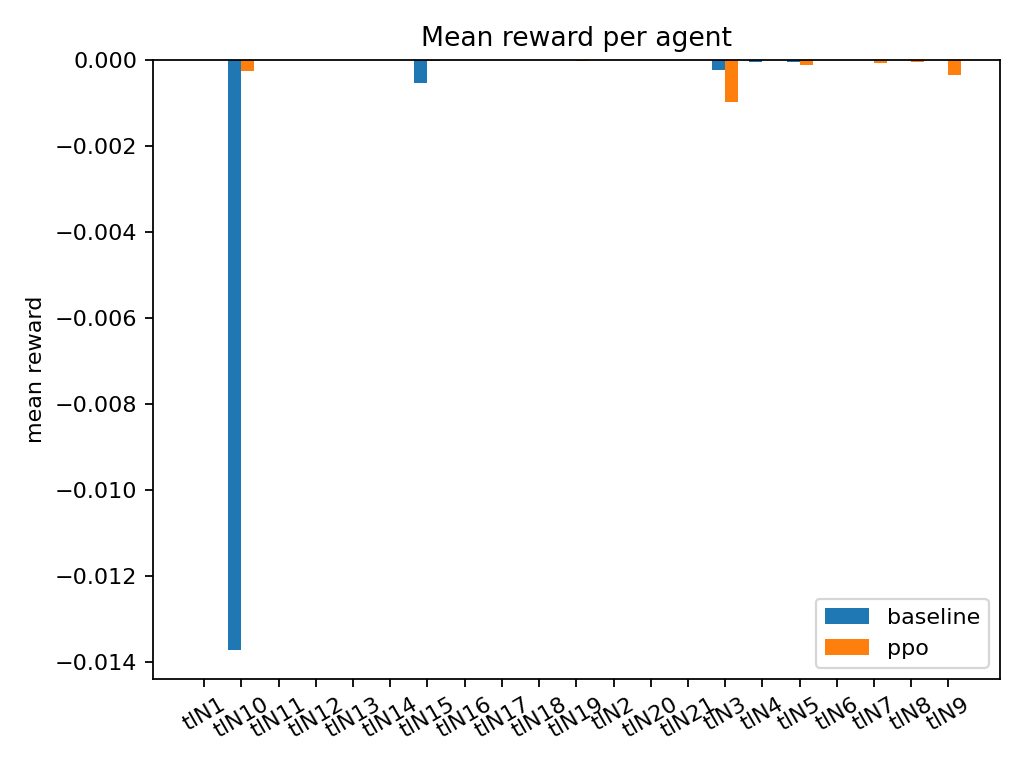 Mean reward per agent
0.000
−0.002
−0.004
−0.006
−0.008
−0.010
−0.012
−0.014
mean reward
baseline
ppo
tlN1
tlN10
tlN11
tlN12
tlN13
tlN14
tlN15
tlN16
tlN17
tlN18
tlN19
tlN2
tlN20
tlN21
tlN3
tlN4
tlN5
tlN6
tlN7
tlN8
tlN9